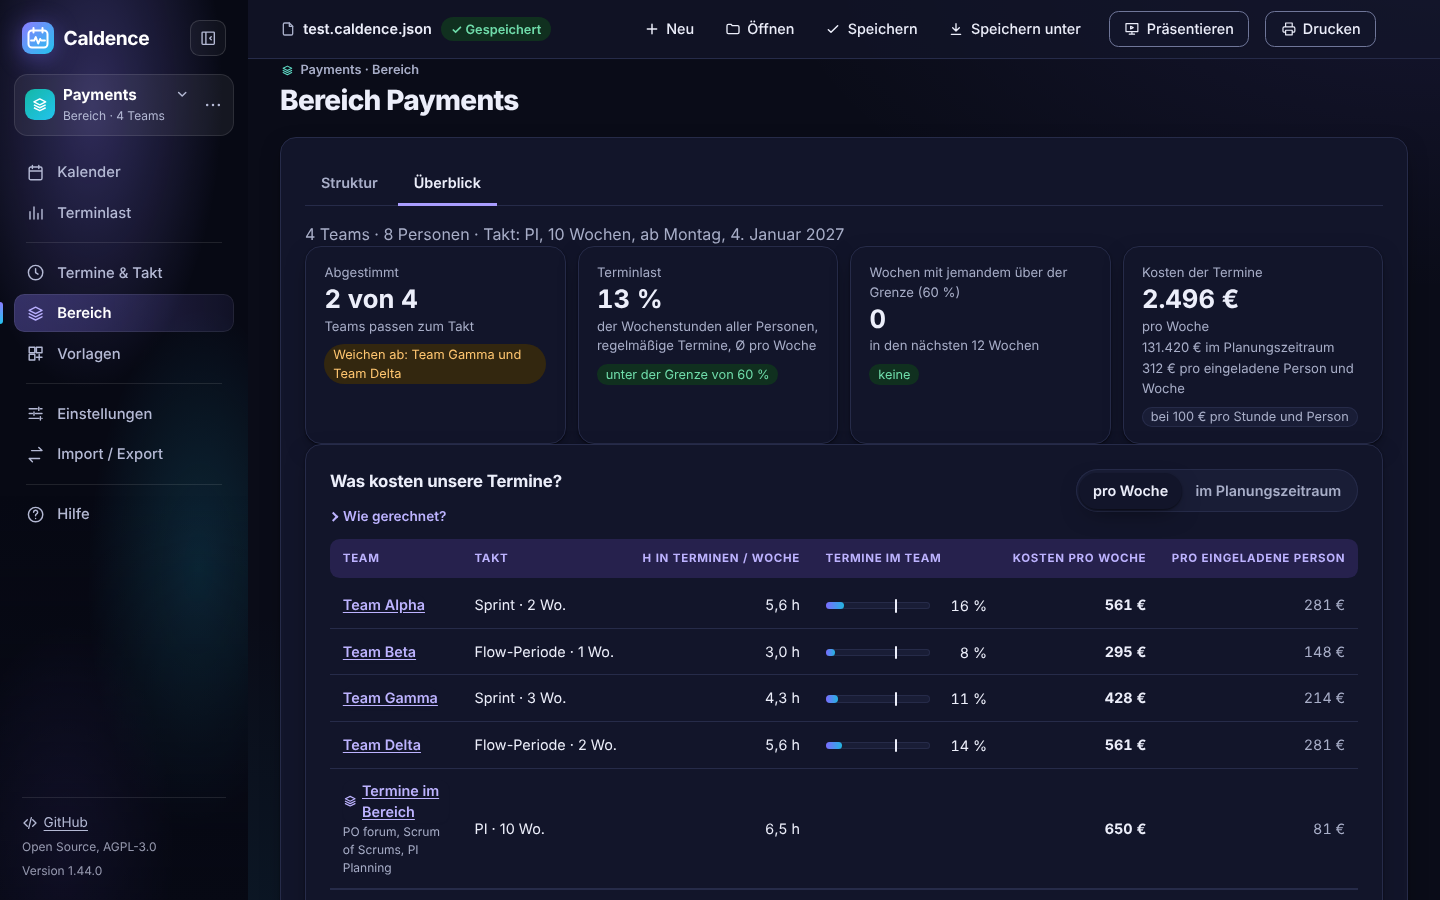 Caldence
Payments
Bereich · 4 Teams
Kalender
Terminlast
Termine & Takt
Bereich
Vorlagen
Einstellungen
Import / Export
Hilfe
GitHub
Open Source, AGPL-3.0
Version 1.44.0
test.caldence.json
Gespeichert
Neu
Öffnen
Speichern
Speichern unter
Präsentieren
Drucken
Payments · Bereich
Bereich Payments
Struktur
Überblick
4 Teams · 8 Personen · Takt: PI, 10 Wochen, ab Montag, 4. Januar 2027
Abgestimmt
2 von 4
Teams passen zum Takt
Weichen ab: Team Gamma und
Team Delta
Terminlast
13 %
der Wochenstunden aller Personen,
regelmäßige Termine, Ø pro Woche
unter der Grenze von 60 %
Wochen mit jemandem über der
Grenze (60 %)
0
in den nächsten 12 Wochen
keine
Kosten der Termine
2.496 €
pro Woche
131.420 € im Planungszeitraum
312 € pro eingeladene Person und
Woche
bei 100 € pro Stunde und Person
Was kosten unsere Termine?
pro Woche
im Planungszeitraum
Wie gerechnet?
TEAM TAKT H IN TERMINEN / WOCHE TERMINE IM TEAM KOSTEN PRO WOCHE PRO EINGELADENE PERSON
Team Alpha Sprint · 2 Wo. 5,6 h 16 % 561 € 281 €
Team Beta Flow-Periode · 1 Wo. 3,0 h 8 % 295 € 148 €
Team Gamma Sprint · 3 Wo. 4,3 h 11 % 428 € 214 €
Team Delta Flow-Periode · 2 Wo. 5,6 h 14 % 561 € 281 €
Termine im
Bereich
PO forum, Scrum
of Scrums, PI
Planning
PI · 10 Wo. 6,5 h 650 € 81 €